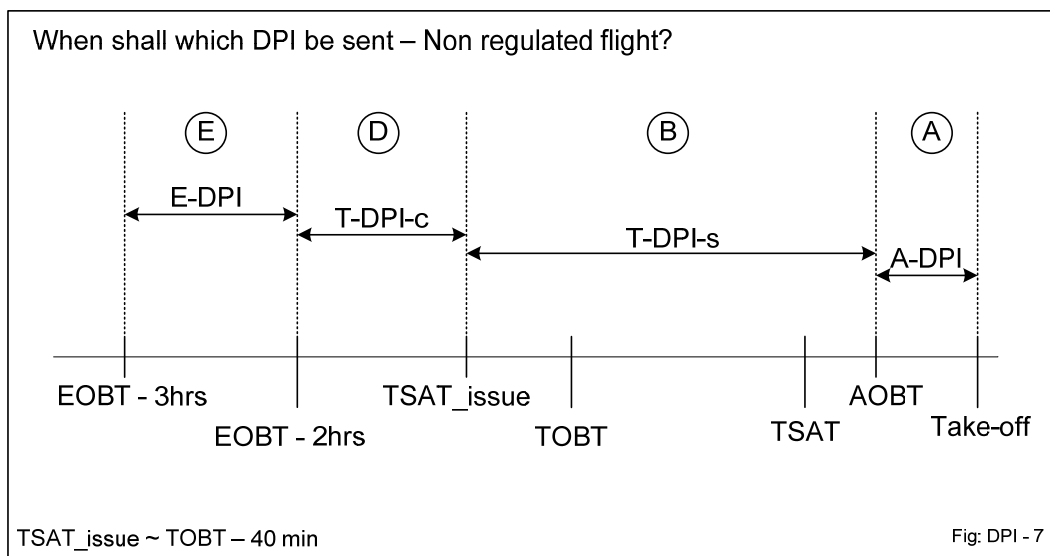 When shall which DPI be sent – Non regulated flight?
E
D
B
A
E-DPI
T-DPI-c
T-DPI-s
A-DPI
EOBT - 3hrs
EOBT - 2hrs
TSAT_issue
TOBT
TSAT
AOBT
Take-off
TSAT_issue ~ TOBT – 40 min
Fig: DPI - 7